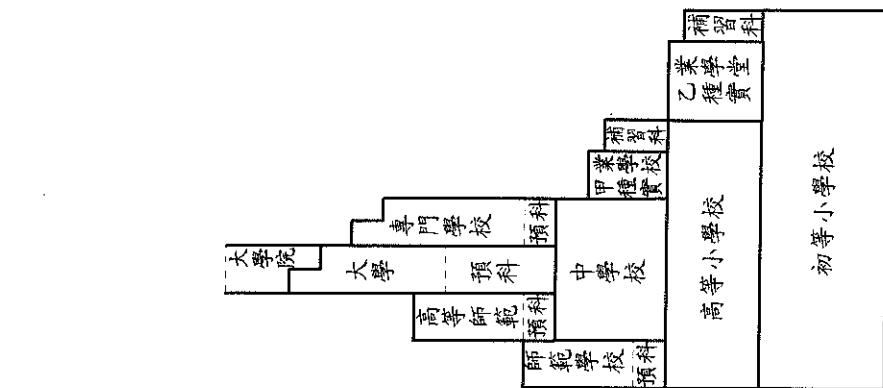 補習科
乙種實業學堂
補習科
甲種實業學校
預科
專門學校
大學院
大學
預科
中學校
高等小學校
初等小學校
預科
高等師範
預科
師範學校